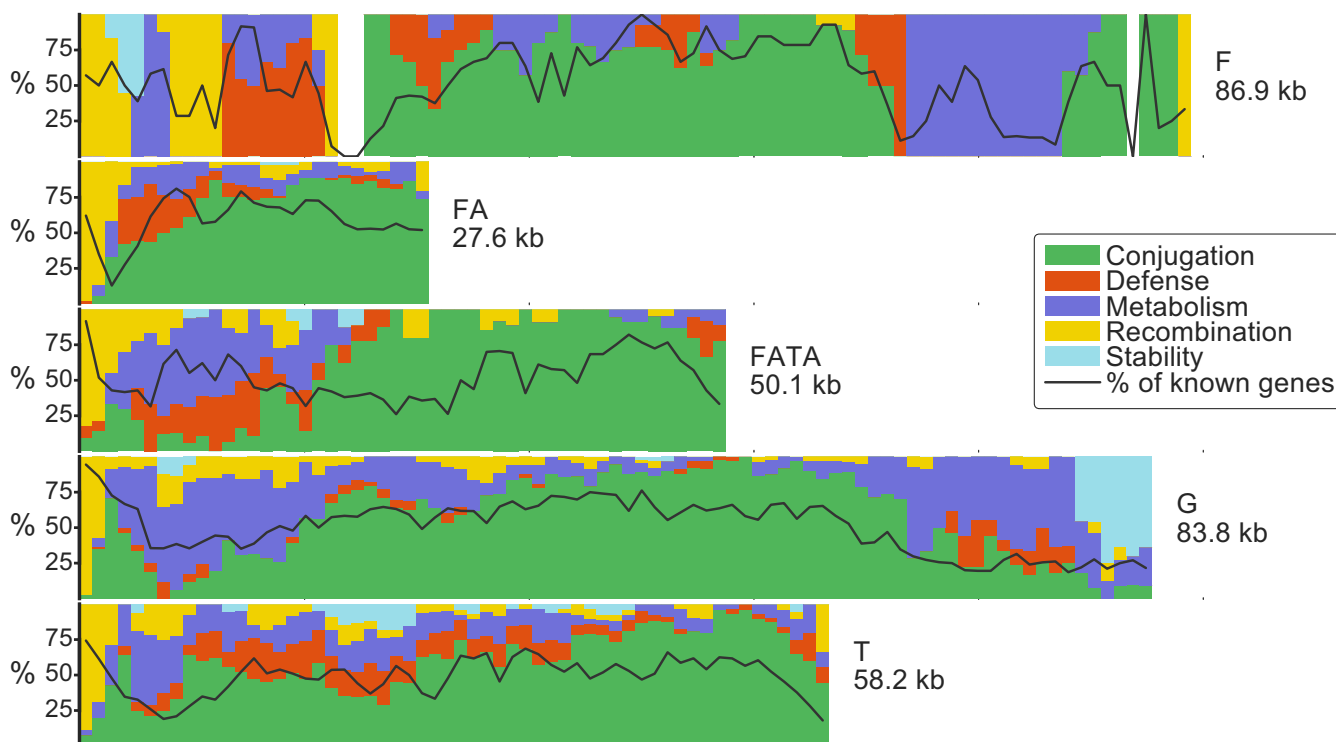 75
% 50
25
F
86.9 kb
75
% 50
25
FA
27.6 kb
Conjugation
Defense
Metabolism
Recombination
Stability
% of known genes
75
% 50
25
FATA
50.1 kb
75
% 50
25
G
83.8 kb
75
% 50
25
T
58.2 kb